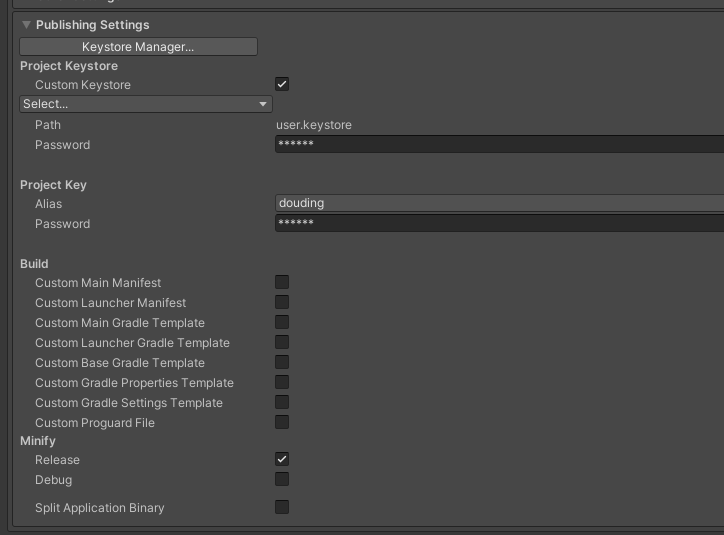 Publishing Settings
Keystore Manager...
Project Keystore
Custom Keystore
Select...
Path user.keystore
Password ******
Project Key
Alias douding
Password ******
Build
Custom Main Manifest
Custom Launcher Manifest
Custom Main Gradle Template
Custom Launcher Gradle Template
Custom Base Gradle Template
Custom Gradle Properties Template
Custom Gradle Settings Template
Custom Proguard File
Minify
Release
Debug
Split Application Binary